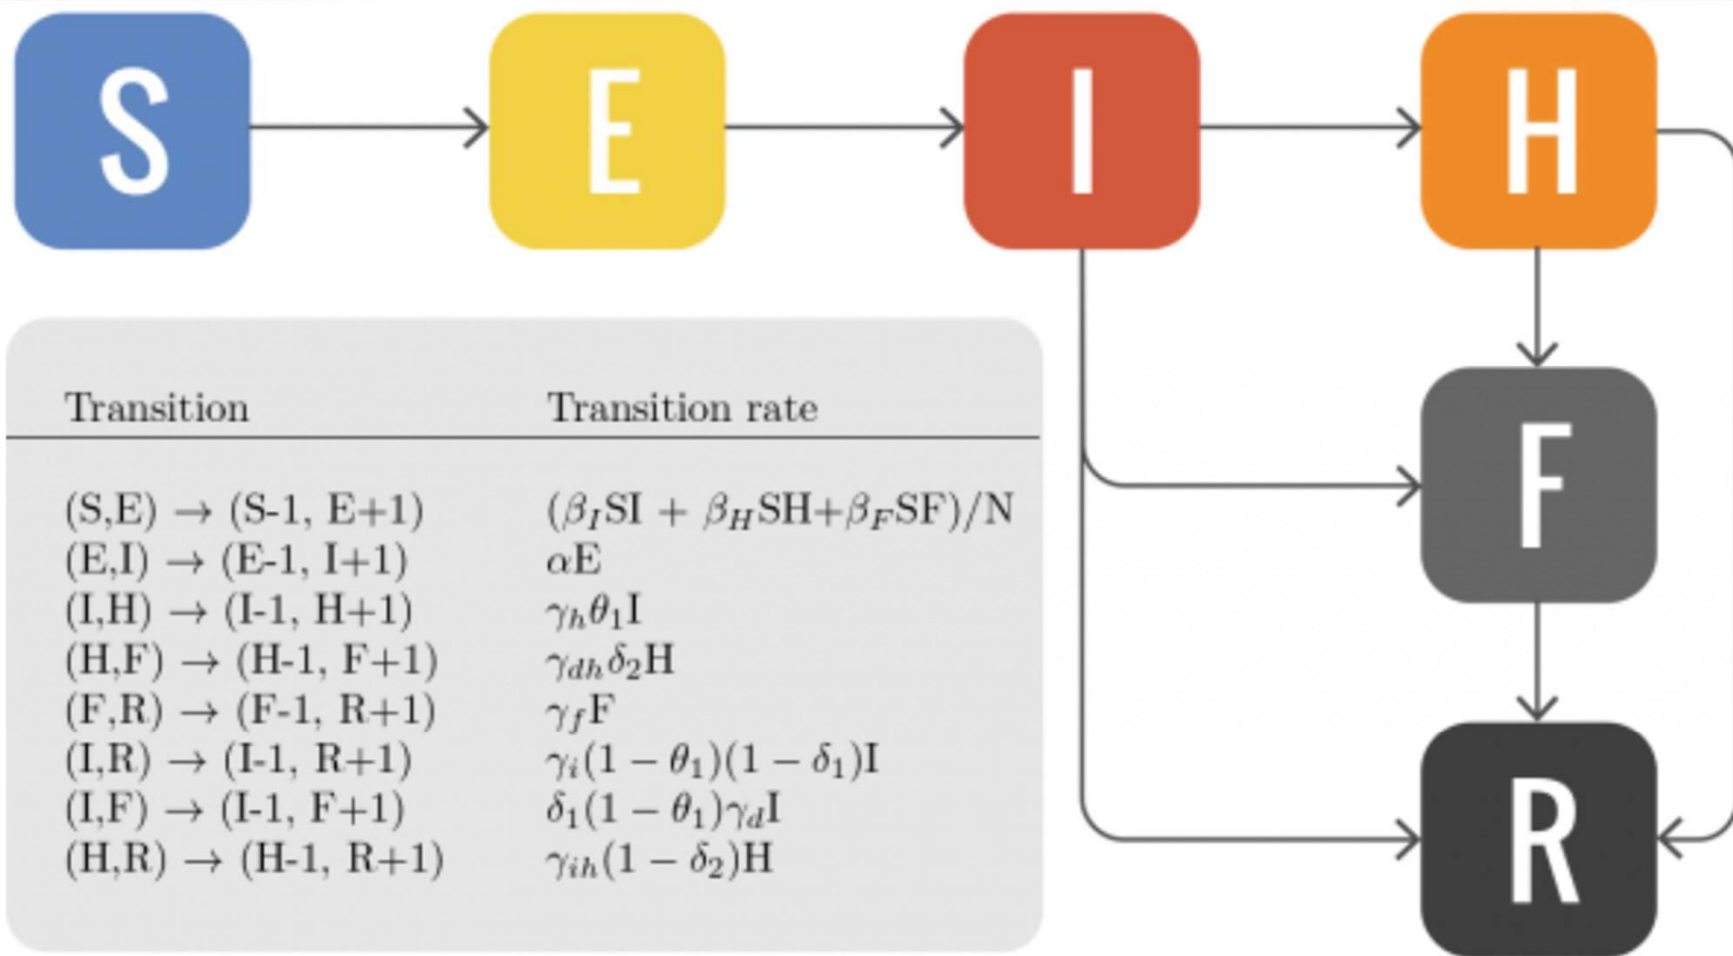 S
E
I
H
F
R
Transition Transition rate
(S,E) → (S-1, E+1) (β_I SI + β_H SH+β_F SF)/N
(E,I) → (E-1, I+1) αE
(I,H) → (I-1, H+1) γ_h θ_1 I
(H,F) → (H-1, F+1) γ_dh δ_2 H
(F,R) → (F-1, R+1) γ_f F
(I,R) → (I-1, R+1) γ_i (1 − θ_1)(1 − δ_1)I
(I,F) → (I-1, F+1) δ_1 (1 − θ_1)γ_d I
(H,R) → (H-1, R+1) γ_ih (1 − δ_2)H